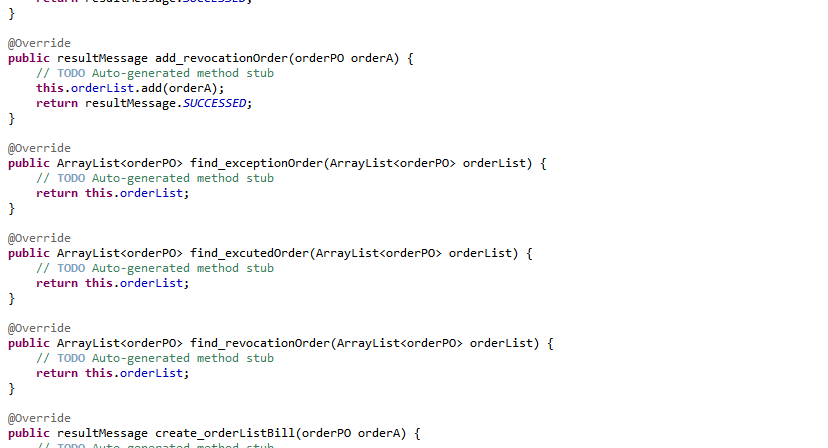 return resultMessage.SUCCESSED;
}
@Override
public resultMessage add_revocationOrder(orderPO orderA) {
// TODO Auto-generated method stub
this.orderList.add(orderA);
return resultMessage.SUCCESSED;
}
@Override
public ArrayList<orderPO> find_exceptionOrder(ArrayList<orderPO> orderList) {
// TODO Auto-generated method stub
return this.orderList;
}
@Override
public ArrayList<orderPO> find_excutedOrder(ArrayList<orderPO> orderList) {
// TODO Auto-generated method stub
return this.orderList;
}
@Override
public ArrayList<orderPO> find_revocationOrder(ArrayList<orderPO> orderList) {
// TODO Auto-generated method stub
return this.orderList;
}
@Override
public resultMessage create_orderListBill(orderPO orderA) {
// TODO Auto-generated method stub